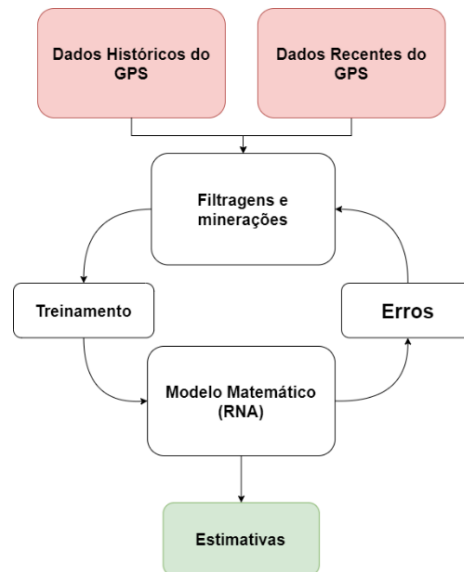 Dados Históricos do
GPS
Dados Recentes do
GPS
Filtragens e
minerações
Treinamento
Erros
Modelo Matemático
(RNA)
Estimativas